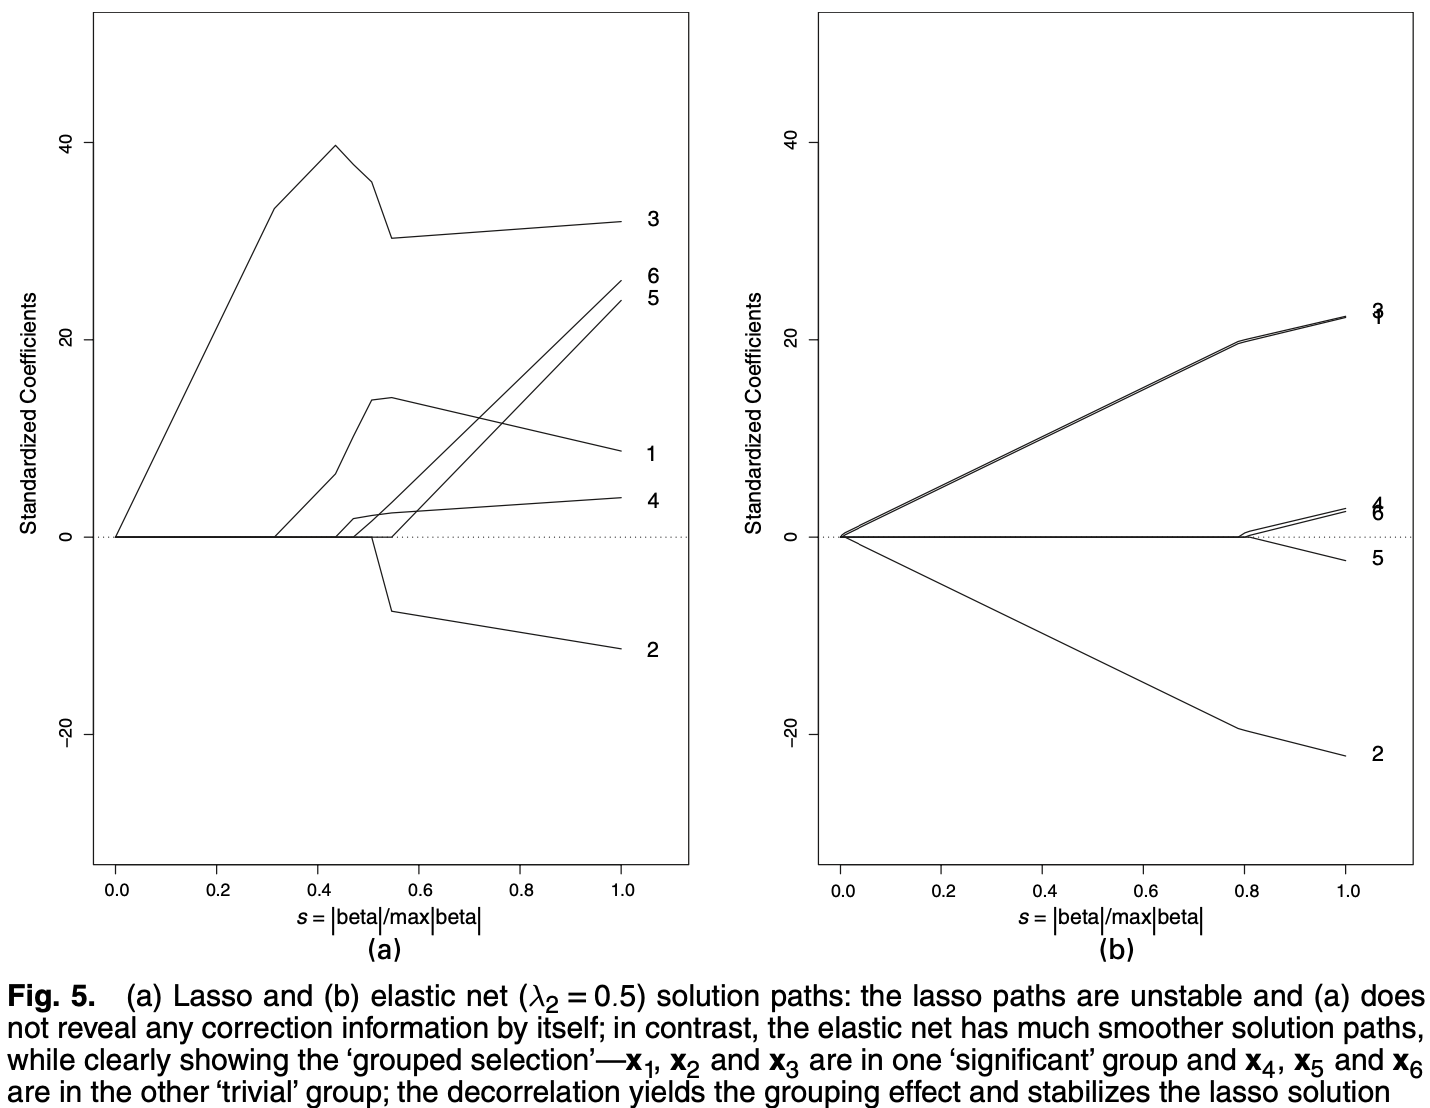 40
20
0
−20
Standardized Coefficients
3
6
5
1
4
2
0.0 0.2 0.4 0.6 0.8 1.0
s = |beta|/max|beta|
(a)
40
20
0
−20
Standardized Coefficients
3
1
4
6
5
2
0.0 0.2 0.4 0.6 0.8 1.0
s = |beta|/max|beta|
(b)
Fig. 5. (a) Lasso and (b) elastic net (λ₂ = 0.5) solution paths: the lasso paths are unstable and (a) does
not reveal any correction information by itself; in contrast, the elastic net has much smoother solution paths,
while clearly showing the ‘grouped selection’—x₁, x₂ and x₃ are in one ‘significant’ group and x₄, x₅ and x₆
are in the other ‘trivial’ group; the decorrelation yields the grouping effect and stabilizes the lasso solution